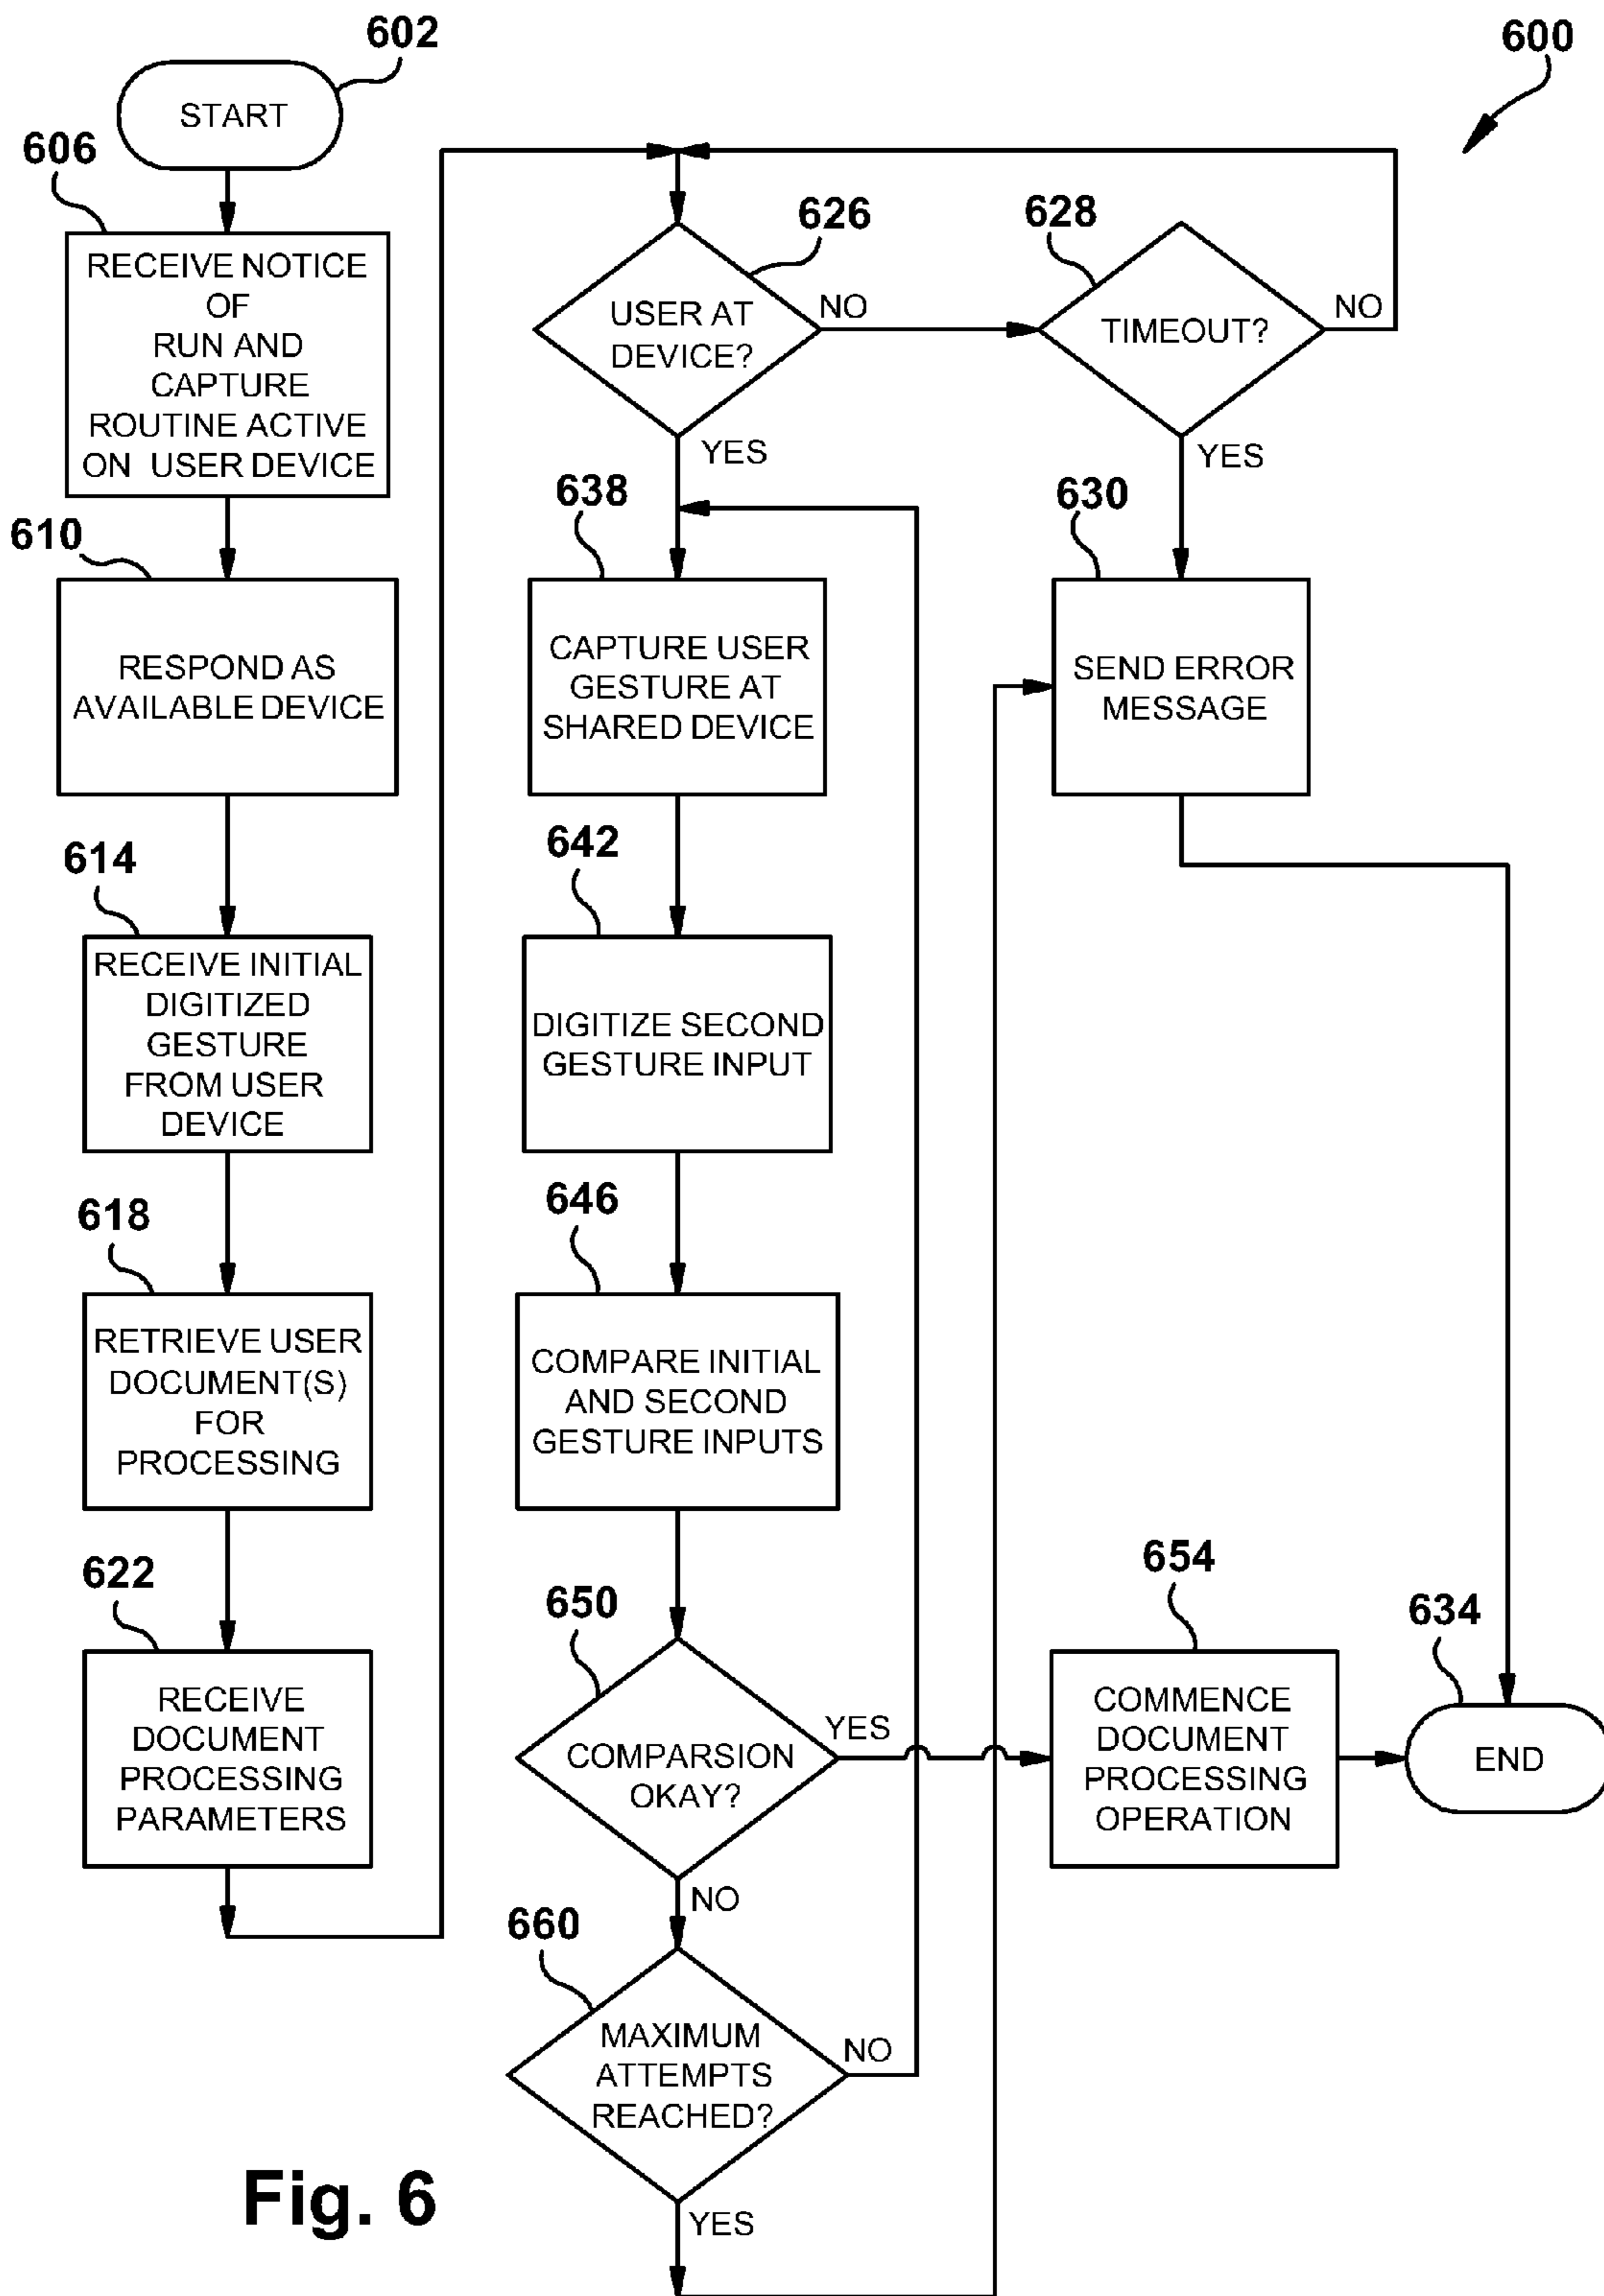 602
START
600
606
RECEIVE NOTICE
OF
RUN AND
CAPTURE
ROUTINE ACTIVE
ON USER DEVICE
610
RESPOND AS
AVAILABLE DEVICE
614
RECEIVE INITIAL
DIGITIZED
GESTURE
FROM USER
DEVICE
618
RETRIEVE USER
DOCUMENT(S)
FOR
PROCESSING
622
RECEIVE
DOCUMENT
PROCESSING
PARAMETERS
626
USER AT
DEVICE?
NO
YES
628
TIMEOUT?
NO
YES
630
SEND ERROR
MESSAGE
638
CAPTURE USER
GESTURE AT
SHARED DEVICE
642
DIGITIZE SECOND
GESTURE INPUT
646
COMPARE INITIAL
AND SECOND
GESTURE INPUTS
650
COMPARSION
OKAY?
YES
NO
654
COMMENCE
DOCUMENT
PROCESSING
OPERATION
634
END
660
MAXIMUM
ATTEMPTS
REACHED?
NO
YES
Fig. 6